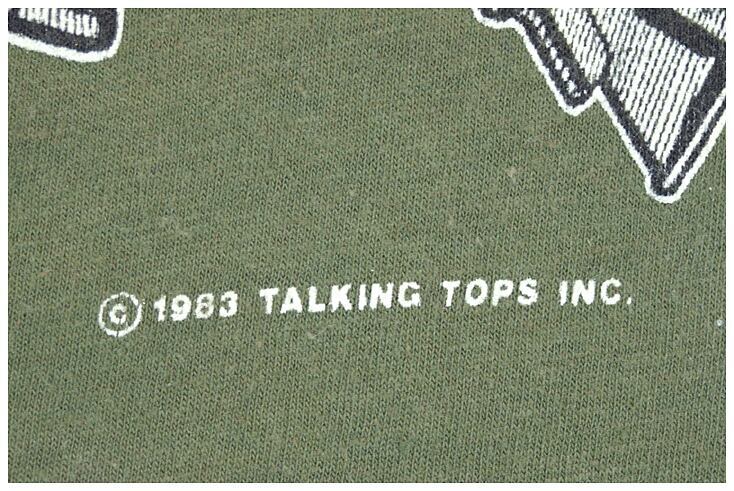 © 1983 TALKING TOPS INC.